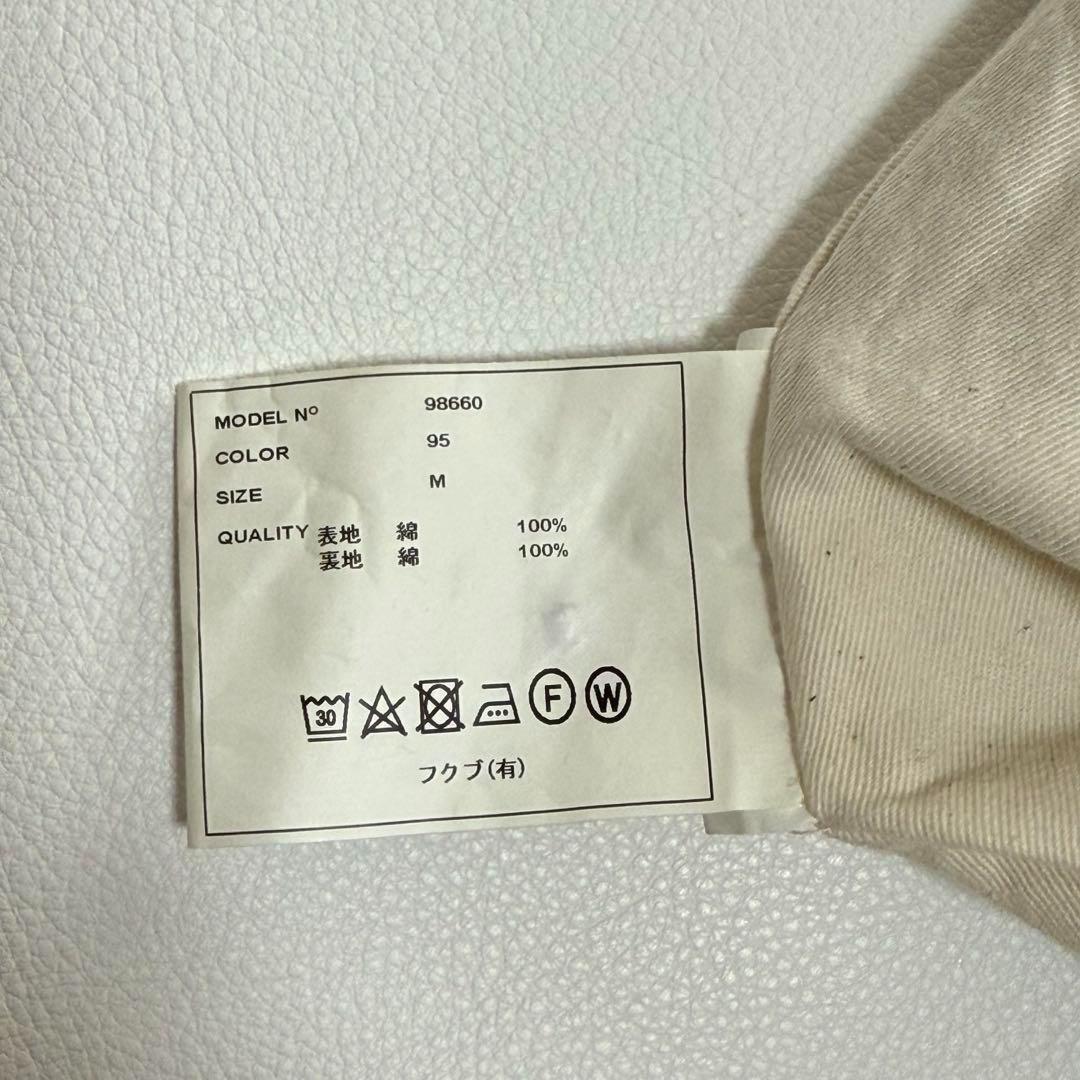 MODEL Nº 98660
COLOR 95
SIZE M
QUALITY 表地 綿 100%
裏地 綿 100%
30 F W
フクブ(有)